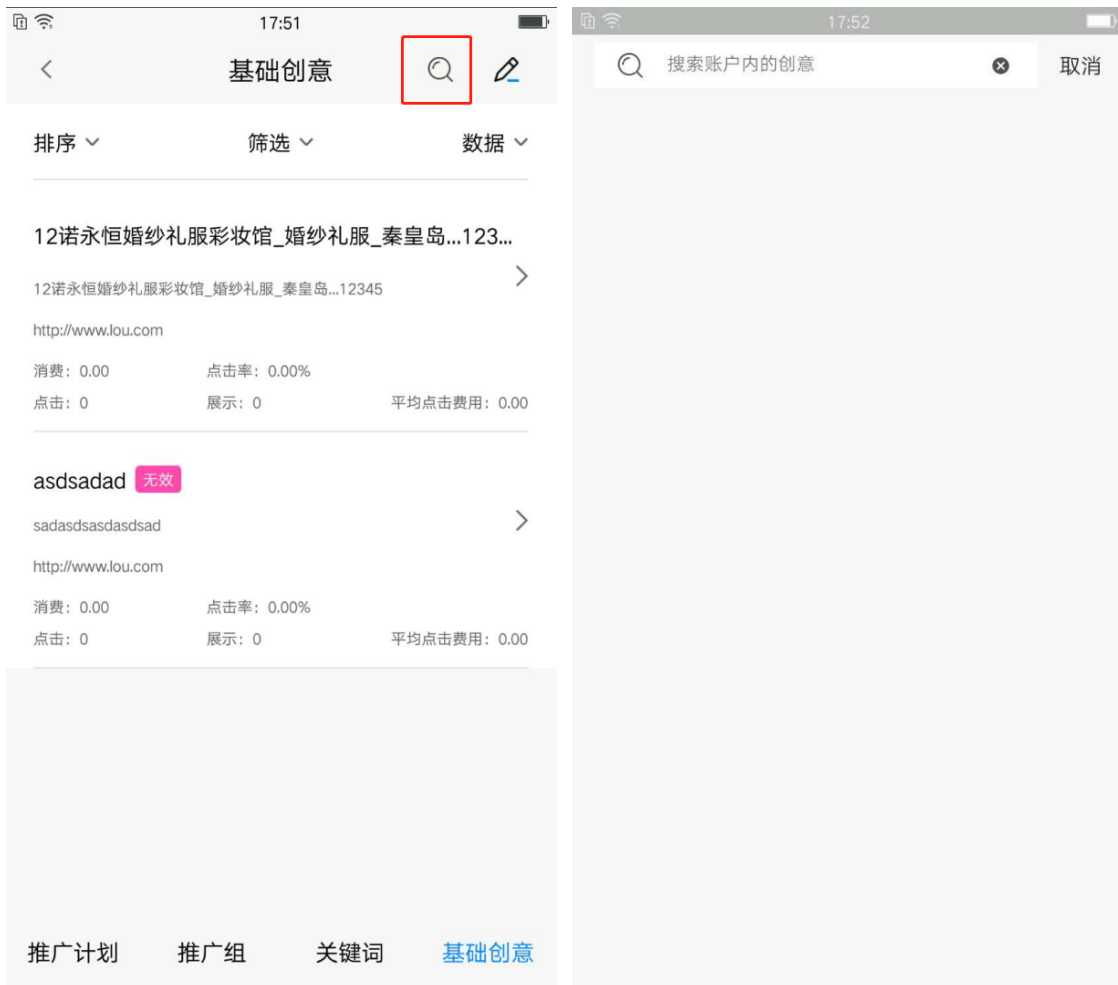 17:51
基础创意
排序 筛选 数据
12诺永恒婚纱礼服彩妆馆_婚纱礼服_秦皇岛...123...
12诺永恒婚纱礼服彩妆馆_婚纱礼服_秦皇岛...12345
http://www.lou.com
消费：0.00 点击率：0.00%
点击：0 展示：0 平均点击费用：0.00
asdsadad 无效
sadasdsasdasdsad
http://www.lou.com
消费：0.00 点击率：0.00%
点击：0 展示：0 平均点击费用：0.00
推广计划 推广组 关键词 基础创意
17:52
搜索账户内的创意 取消